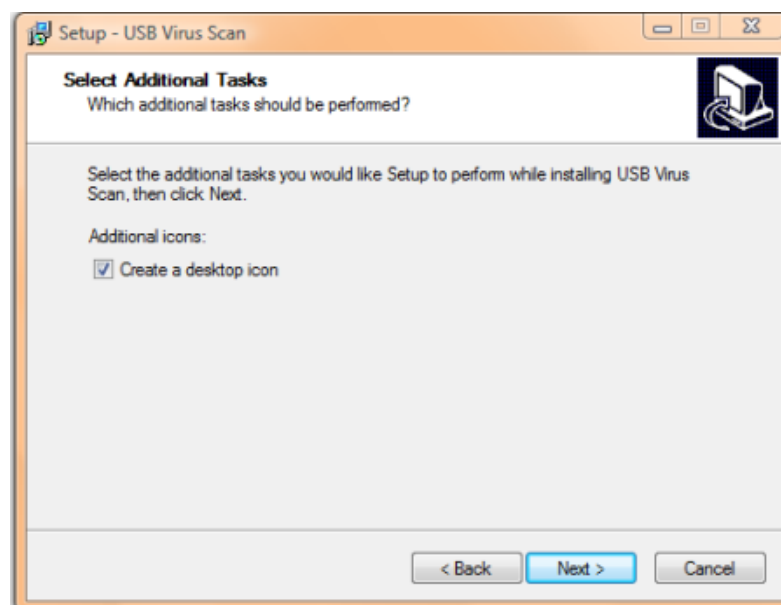 Setup - USB Virus Scan
Select Additional Tasks
Which additional tasks should be performed?
Select the additional tasks you would like Setup to perform while installing USB Virus
Scan, then click Next.
Additional icons:
Create a desktop icon
< Back
Next >
Cancel